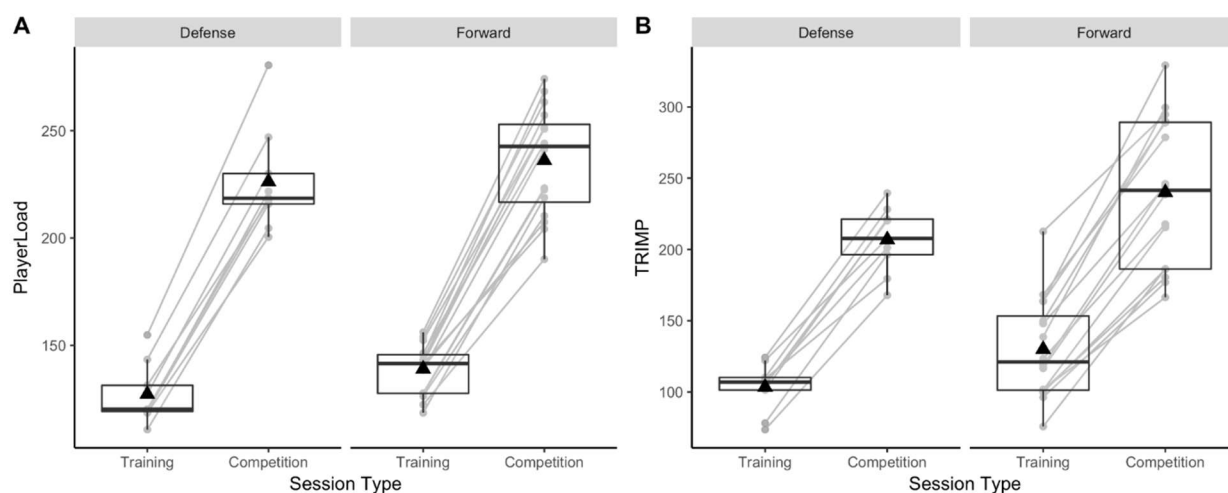 A
Defense Forward
PlayerLoad
250
200
150
Training Competition Training Competition
Session Type
B
Defense Forward
TRIMP
300
250
200
150
100
Training Competition Training Competition
Session Type